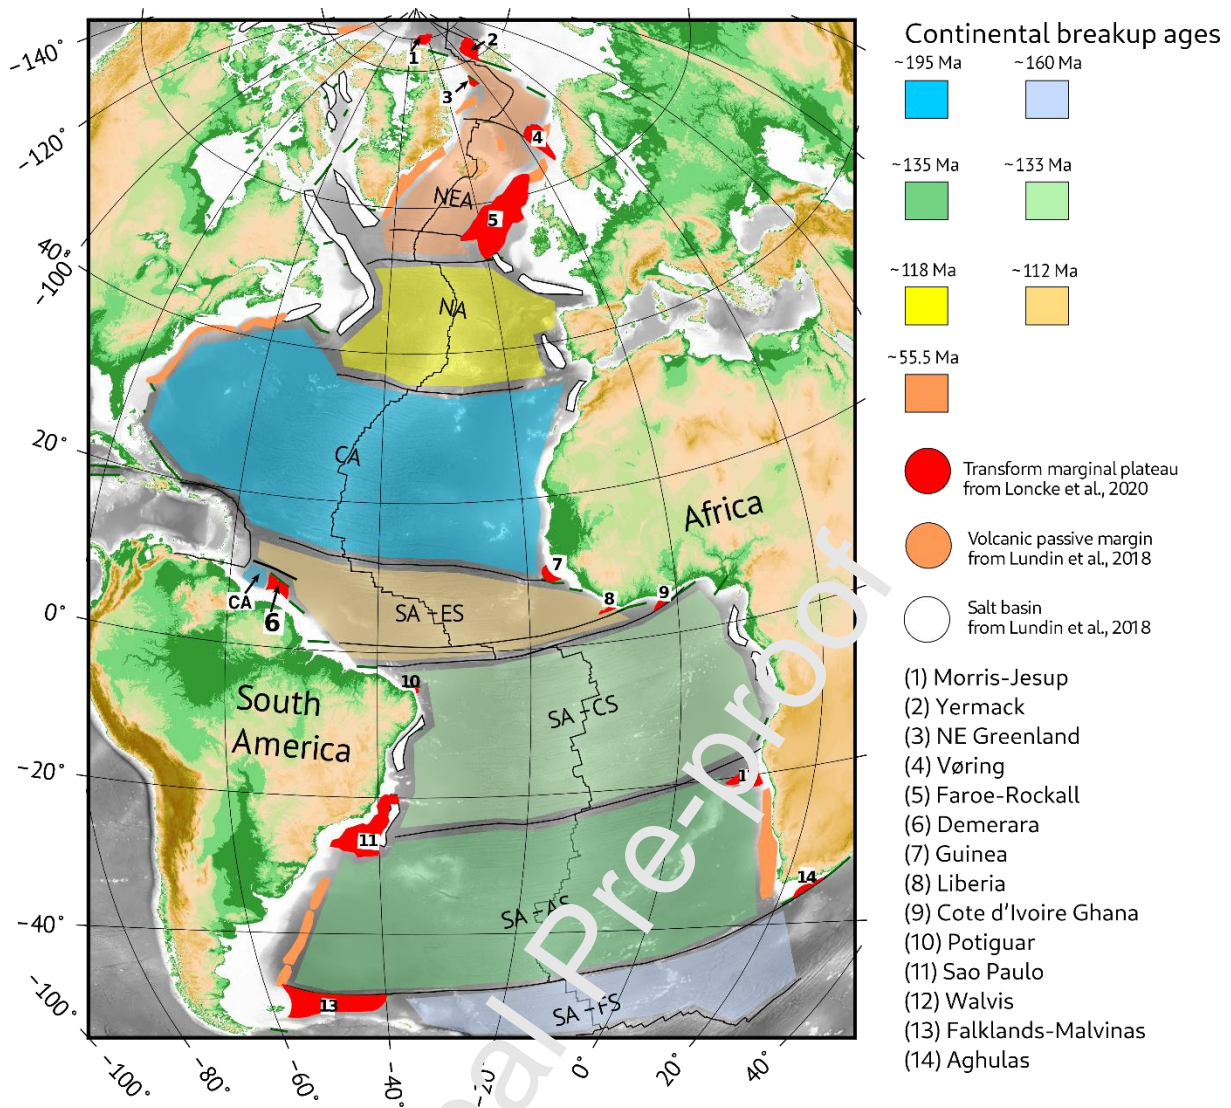 Continental breakup ages
~195 Ma
~160 Ma
~135 Ma
~133 Ma
~118 Ma
~112 Ma
~55.5 Ma
Transform marginal plateau
from Loncke et al., 2020
Volcanic passive margin
from Lundin et al., 2018
Salt basin
from Lundin et al., 2018
(1) Morris-Jesup
(2) Yermack
(3) NE Greenland
(4) Vøring
(5) Faroe-Rockall
(6) Demerara
(7) Guinea
(8) Liberia
(9) Cote d'Ivoire Ghana
(10) Potiguar
(11) Sao Paulo
(12) Walvis
(13) Falklands-Malvinas
(14) Aghulas
-140°
-120°
40°
-100°
20°
0°
-20°
-40°
-100°
-100°
-80°
-60°
-40°
0°
20°
40°
1
2
3
4
NEA
5
NA
CA
Africa
7
8
9
CA
6
SA-ES
10
South
America
SA-CS
11
SA-AS
14
13
SA-FS
al Pre-proof